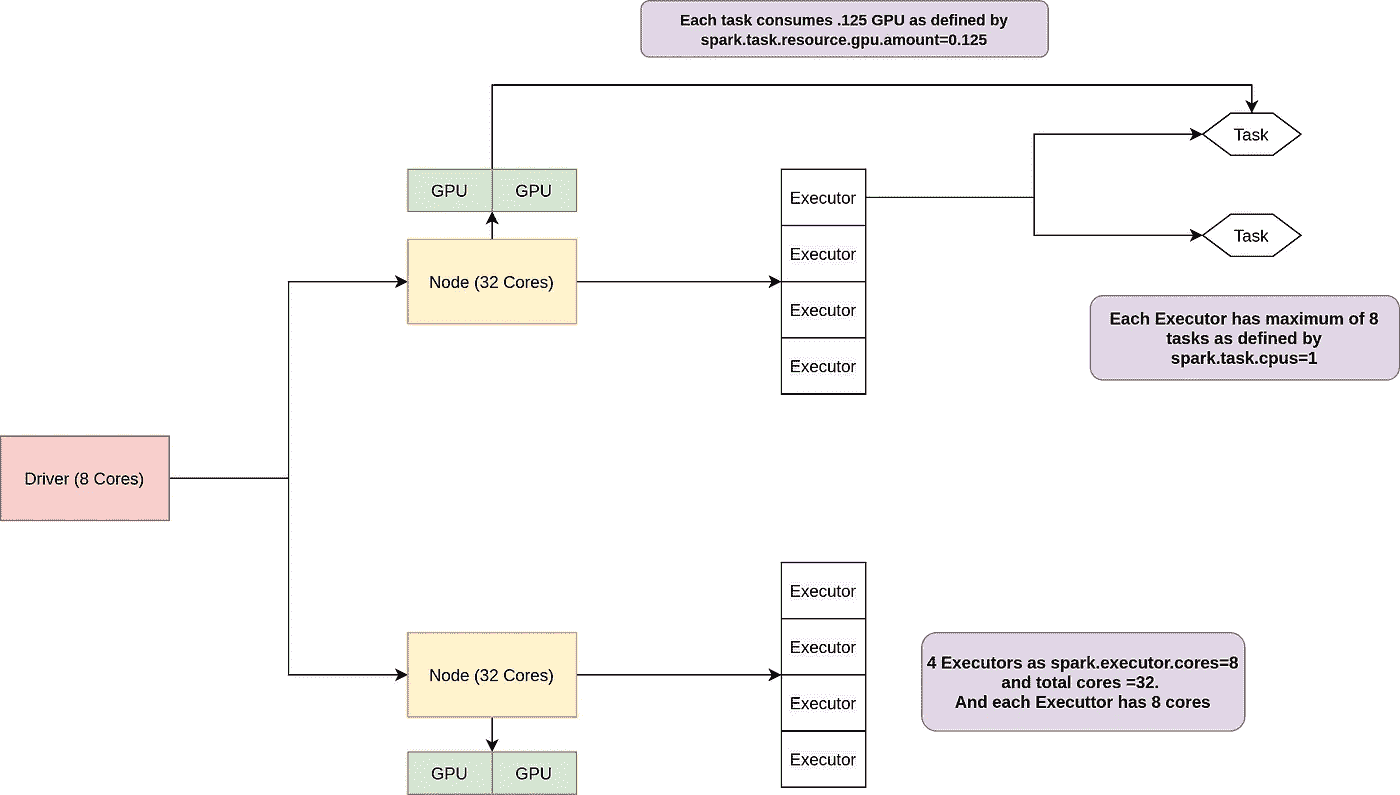 Each task consumes .125 GPU as defined by
spark.task.resource.gpu.amount=0.125
Task
GPU
GPU
Executor
Executor
Task
Node (32 Cores)
Executor
Each Executor has maximum of 8
tasks as defined by
spark.task.cpus=1
Executor
Driver (8 Cores)
Executor
Executor
Node (32 Cores)
4 Executors as spark.executor.cores=8
and total cores =32.
And each Executtor has 8 cores
Executor
Executor
GPU
GPU